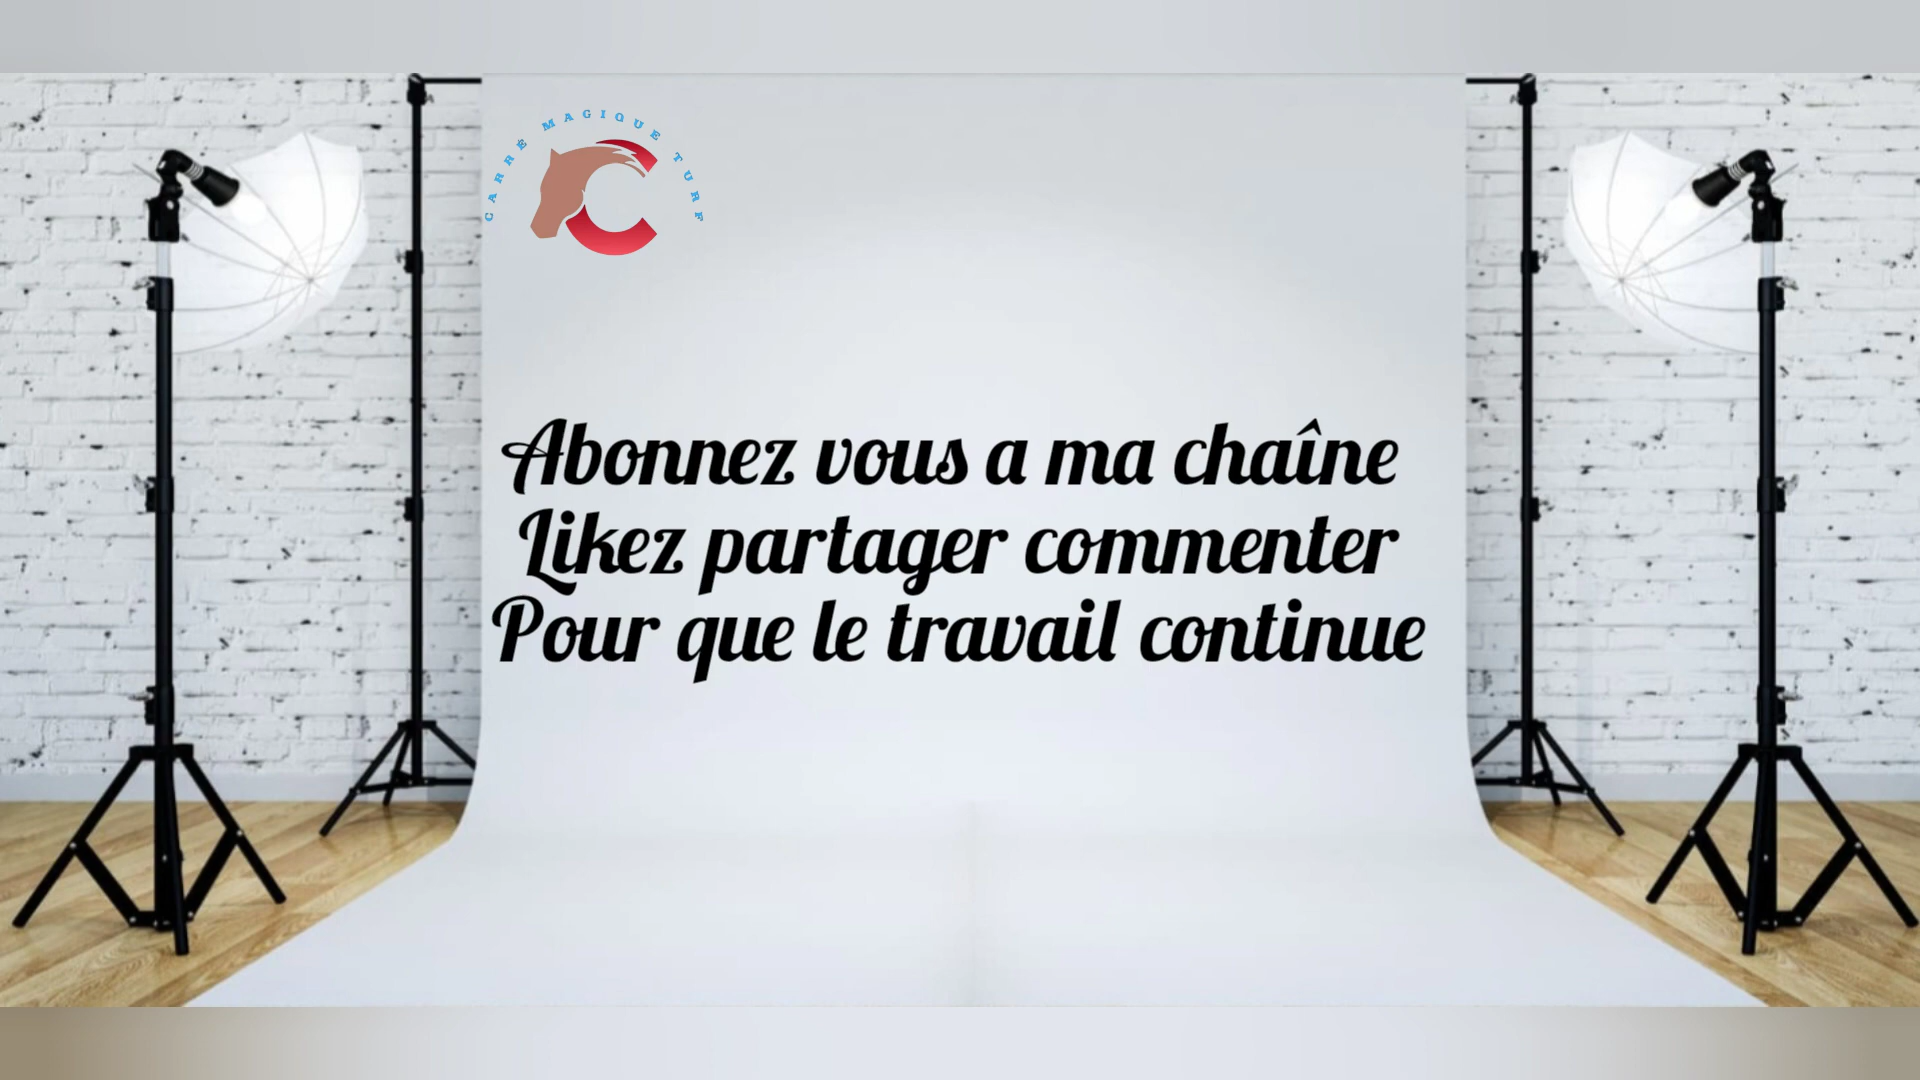 CARRÉ MAGIQUE TURF
Abonnez vous a ma chaîne
Likez partager commenter
Pour que le travail continue